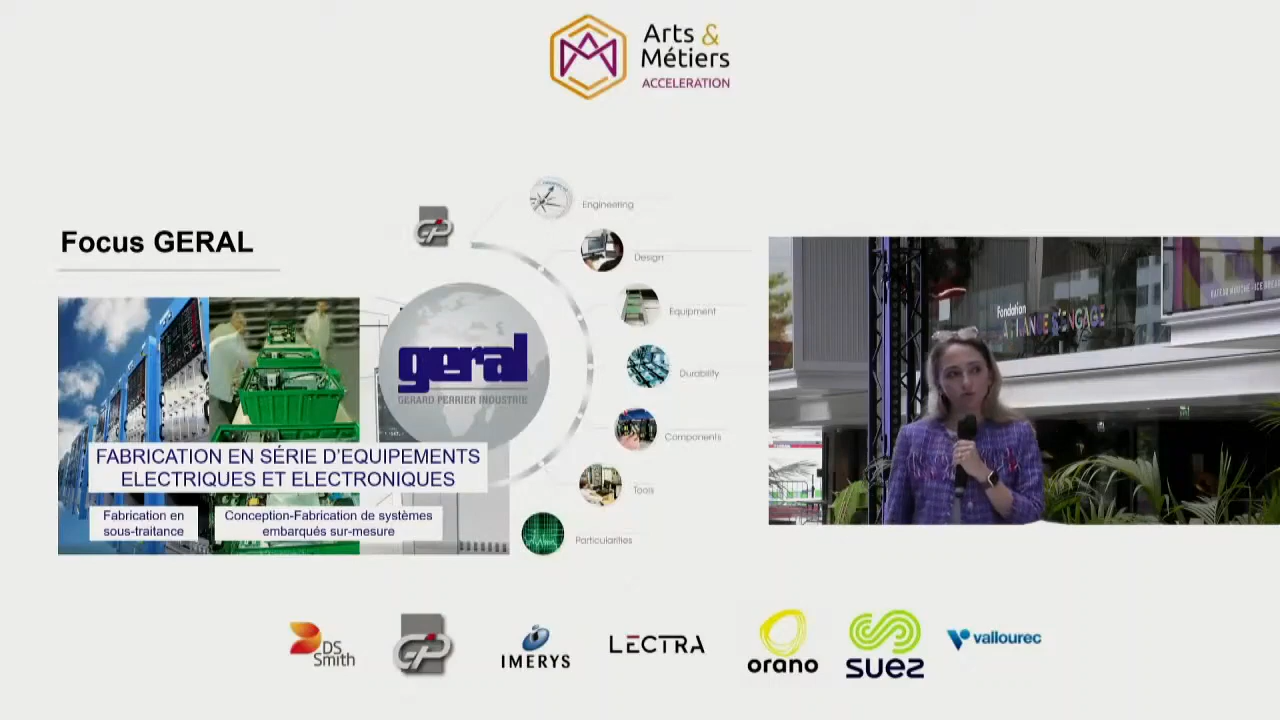 Arts &
Métiers
ACCELERATION
Focus GERAL
Engineering
Design
Equipment
Durability
Components
Tools
Particularities
geral
GERARD PERRIER INDUSTRIE
FABRICATION EN SÉRIE D'EQUIPEMENTS
ELECTRIQUES ET ELECTRONIQUES
Fabrication en
sous-traitance
Conception-Fabrication de systèmes
embarqués sur-mesure
Fondation
DS
Smith
IMERYS
LECTRA
orano
suez
vallourec